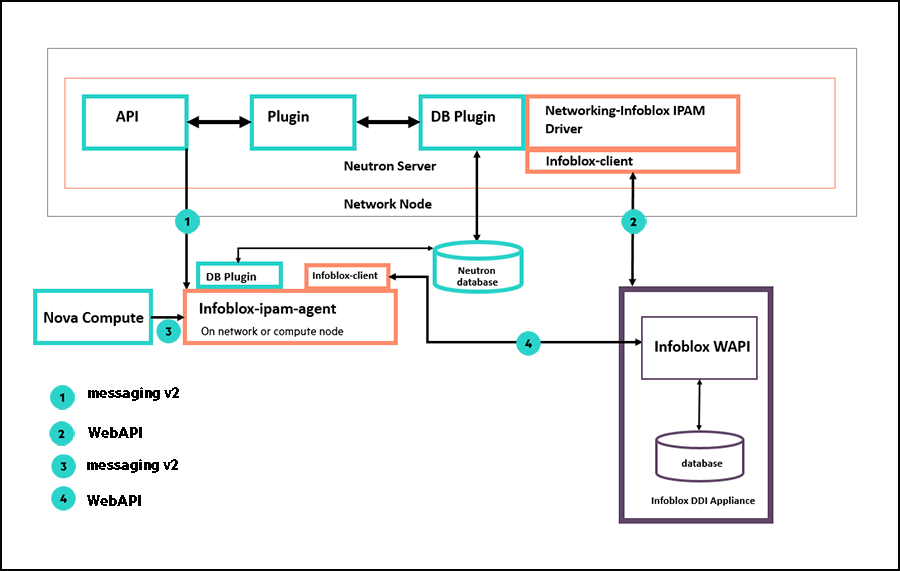 API
Plugin
DB Plugin
Networking-Infoblox IPAM
Driver
Infoblox-client
Neutron Server
Network Node
1
2
DB Plugin
Infoblox-client
Neutron
database
Nova Compute
3
Infoblox-ipam-agent
On network or compute node
4
Infoblox WAPI
database
Infoblox DDI Appliance
1 messaging v2
2 WebAPI
3 messaging v2
4 WebAPI